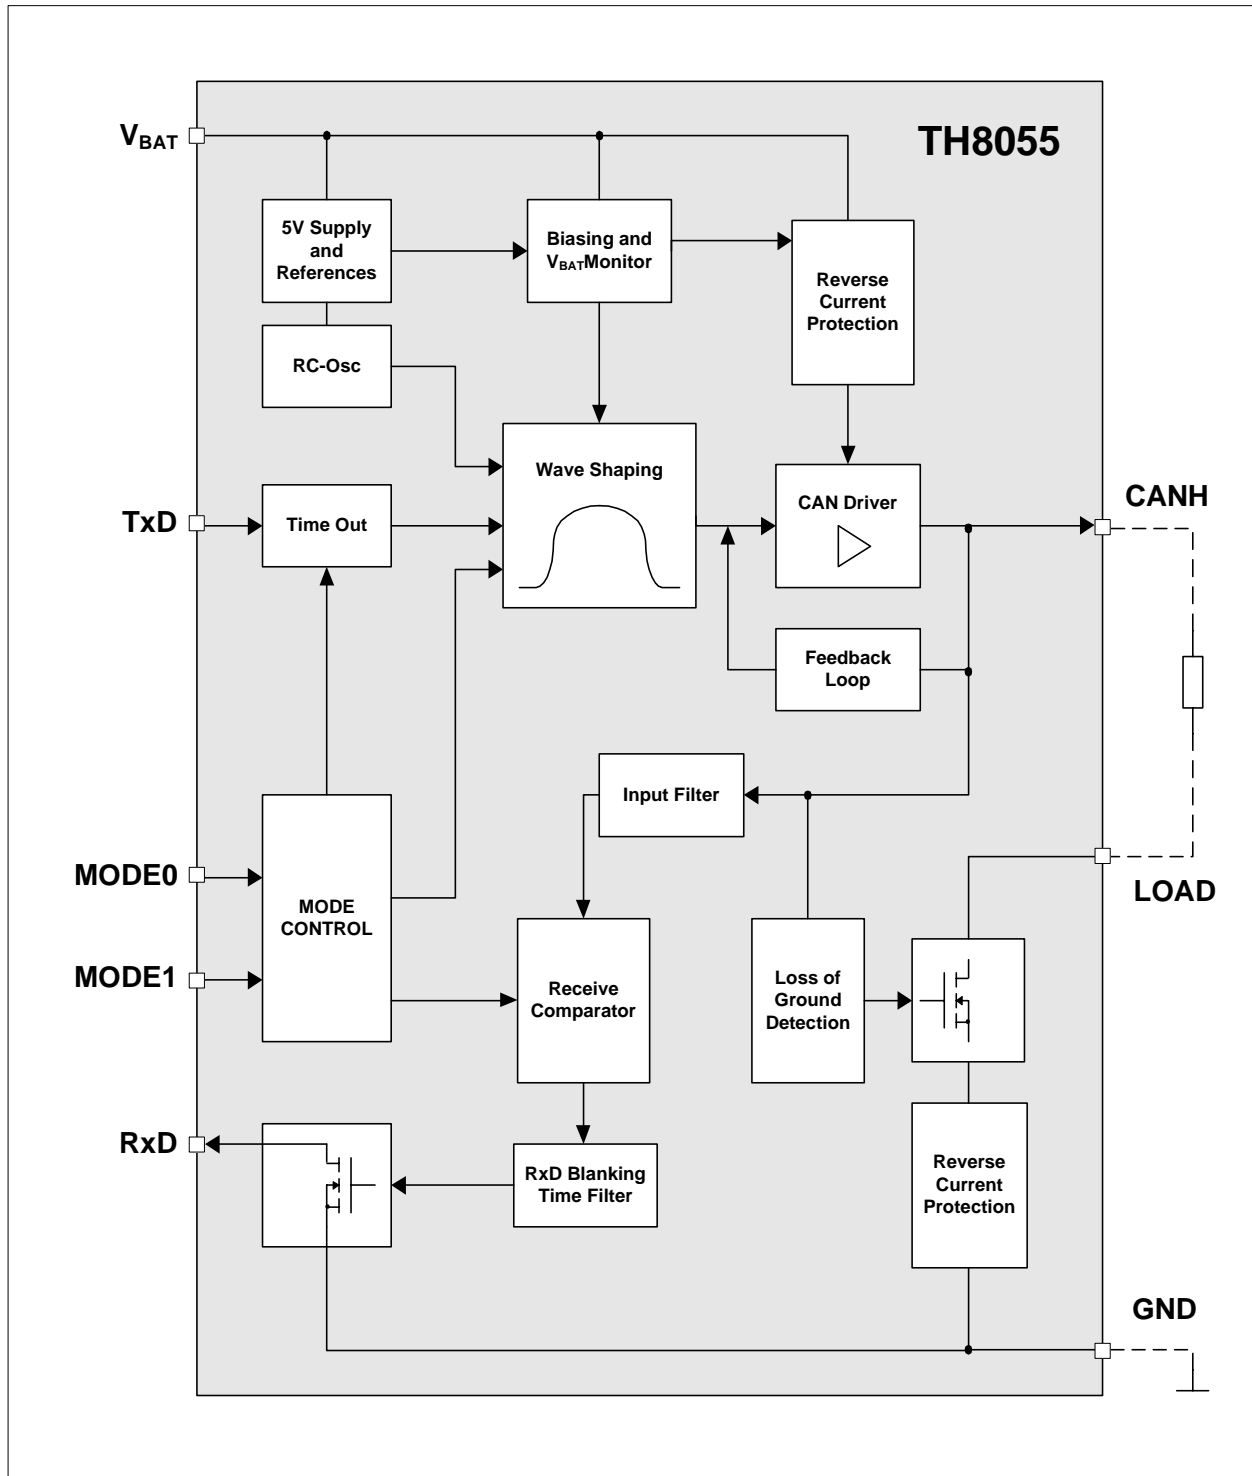 TH8055
VBAT
5V Supply
and
References
Biasing and
VBATMonitor
Reverse
Current
Protection
RC-Osc
Wave Shaping
CAN Driver
CANH
TxD
Time Out
Feedback
Loop
Input Filter
MODE0
LOAD
MODE
CONTROL
MODE1
Receive
Comparator
Loss of
Ground
Detection
RxD
RxD Blanking
Time Filter
Reverse
Current
Protection
GND